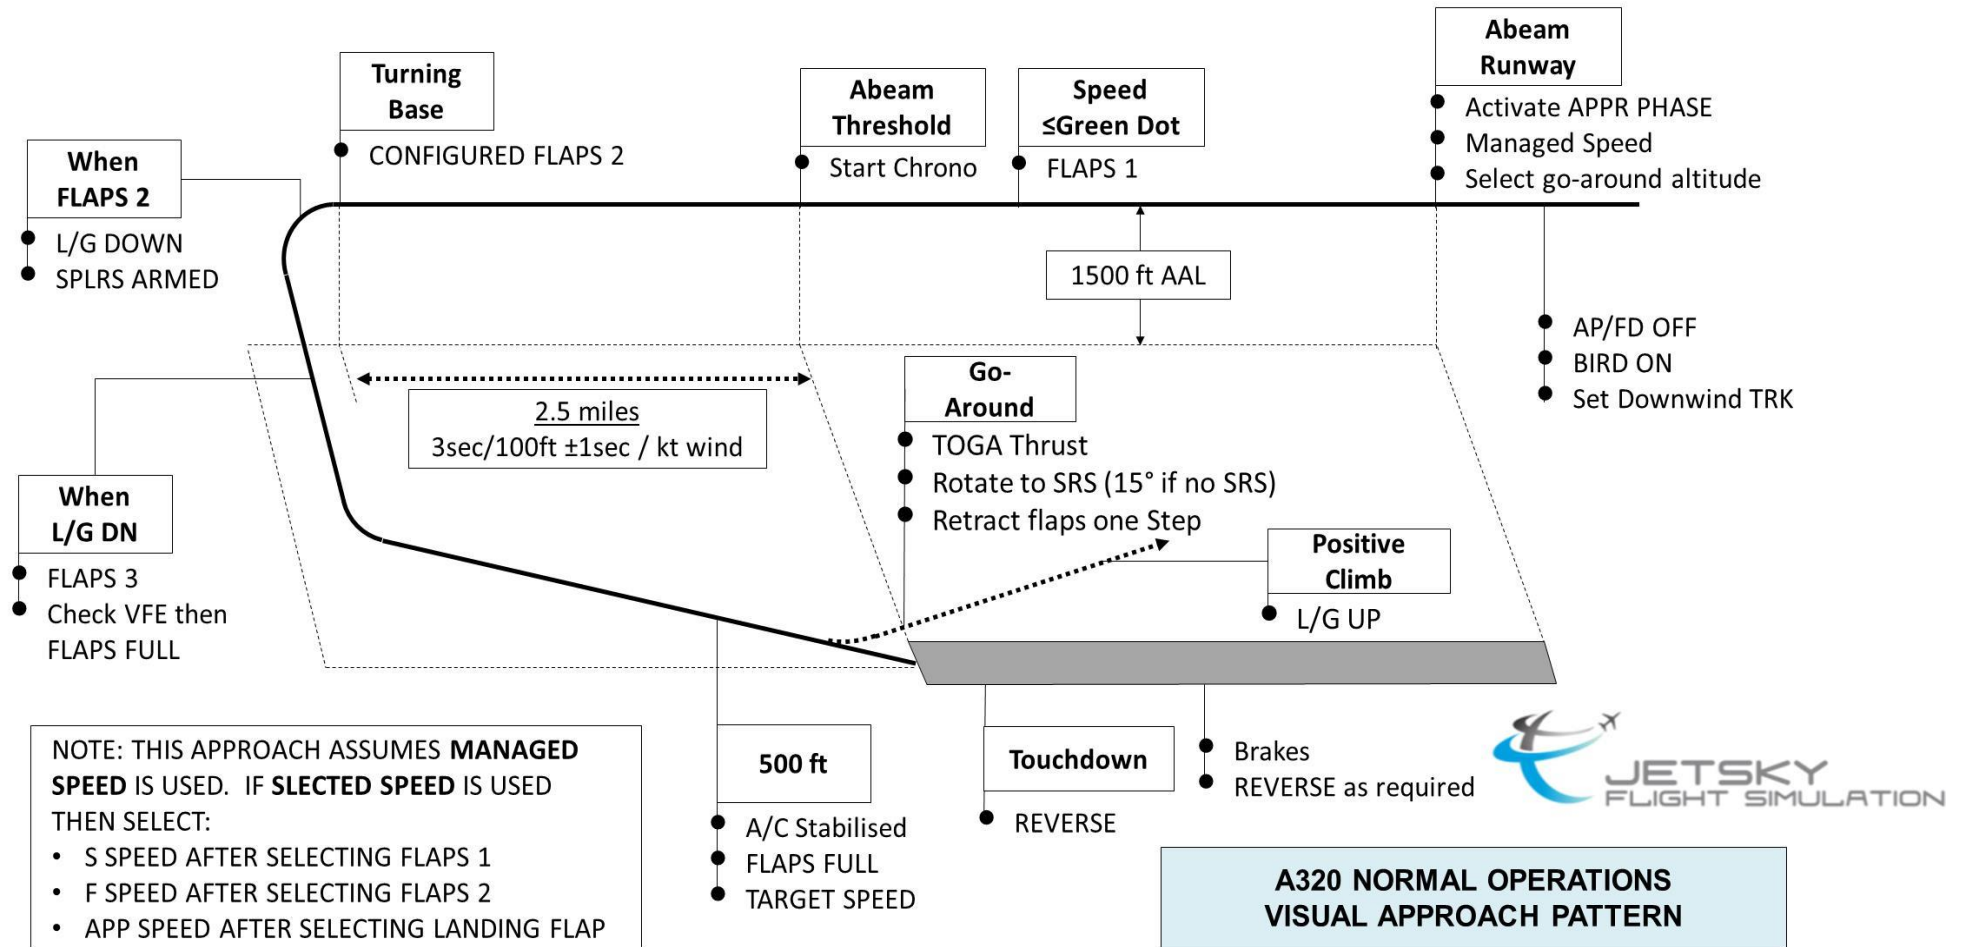 Abeam
Runway
Activate APPR PHASE
Managed Speed
Select go-around altitude
Turning
Base
CONFIGURED FLAPS 2
Abeam
Threshold
Start Chrono
Speed
≤Green Dot
FLAPS 1
When
FLAPS 2
L/G DOWN
SPLRS ARMED
1500 ft AAL
AP/FD OFF
BIRD ON
Set Downwind TRK
2.5 miles
3sec/100ft ±1sec / kt wind
Go-
Around
TOGA Thrust
Rotate to SRS (15° if no SRS)
Retract flaps one Step
When
L/G DN
FLAPS 3
Check VFE then
FLAPS FULL
Positive
Climb
L/G UP
NOTE: THIS APPROACH ASSUMES MANAGED
SPEED IS USED. IF SLECTED SPEED IS USED
THEN SELECT:
• S SPEED AFTER SELECTING FLAPS 1
• F SPEED AFTER SELECTING FLAPS 2
• APP SPEED AFTER SELECTING LANDING FLAP
500 ft
A/C Stabilised
FLAPS FULL
TARGET SPEED
Touchdown
REVERSE
Brakes
REVERSE as required
JETSKY
FLIGHT SIMULATION
A320 NORMAL OPERATIONS
VISUAL APPROACH PATTERN